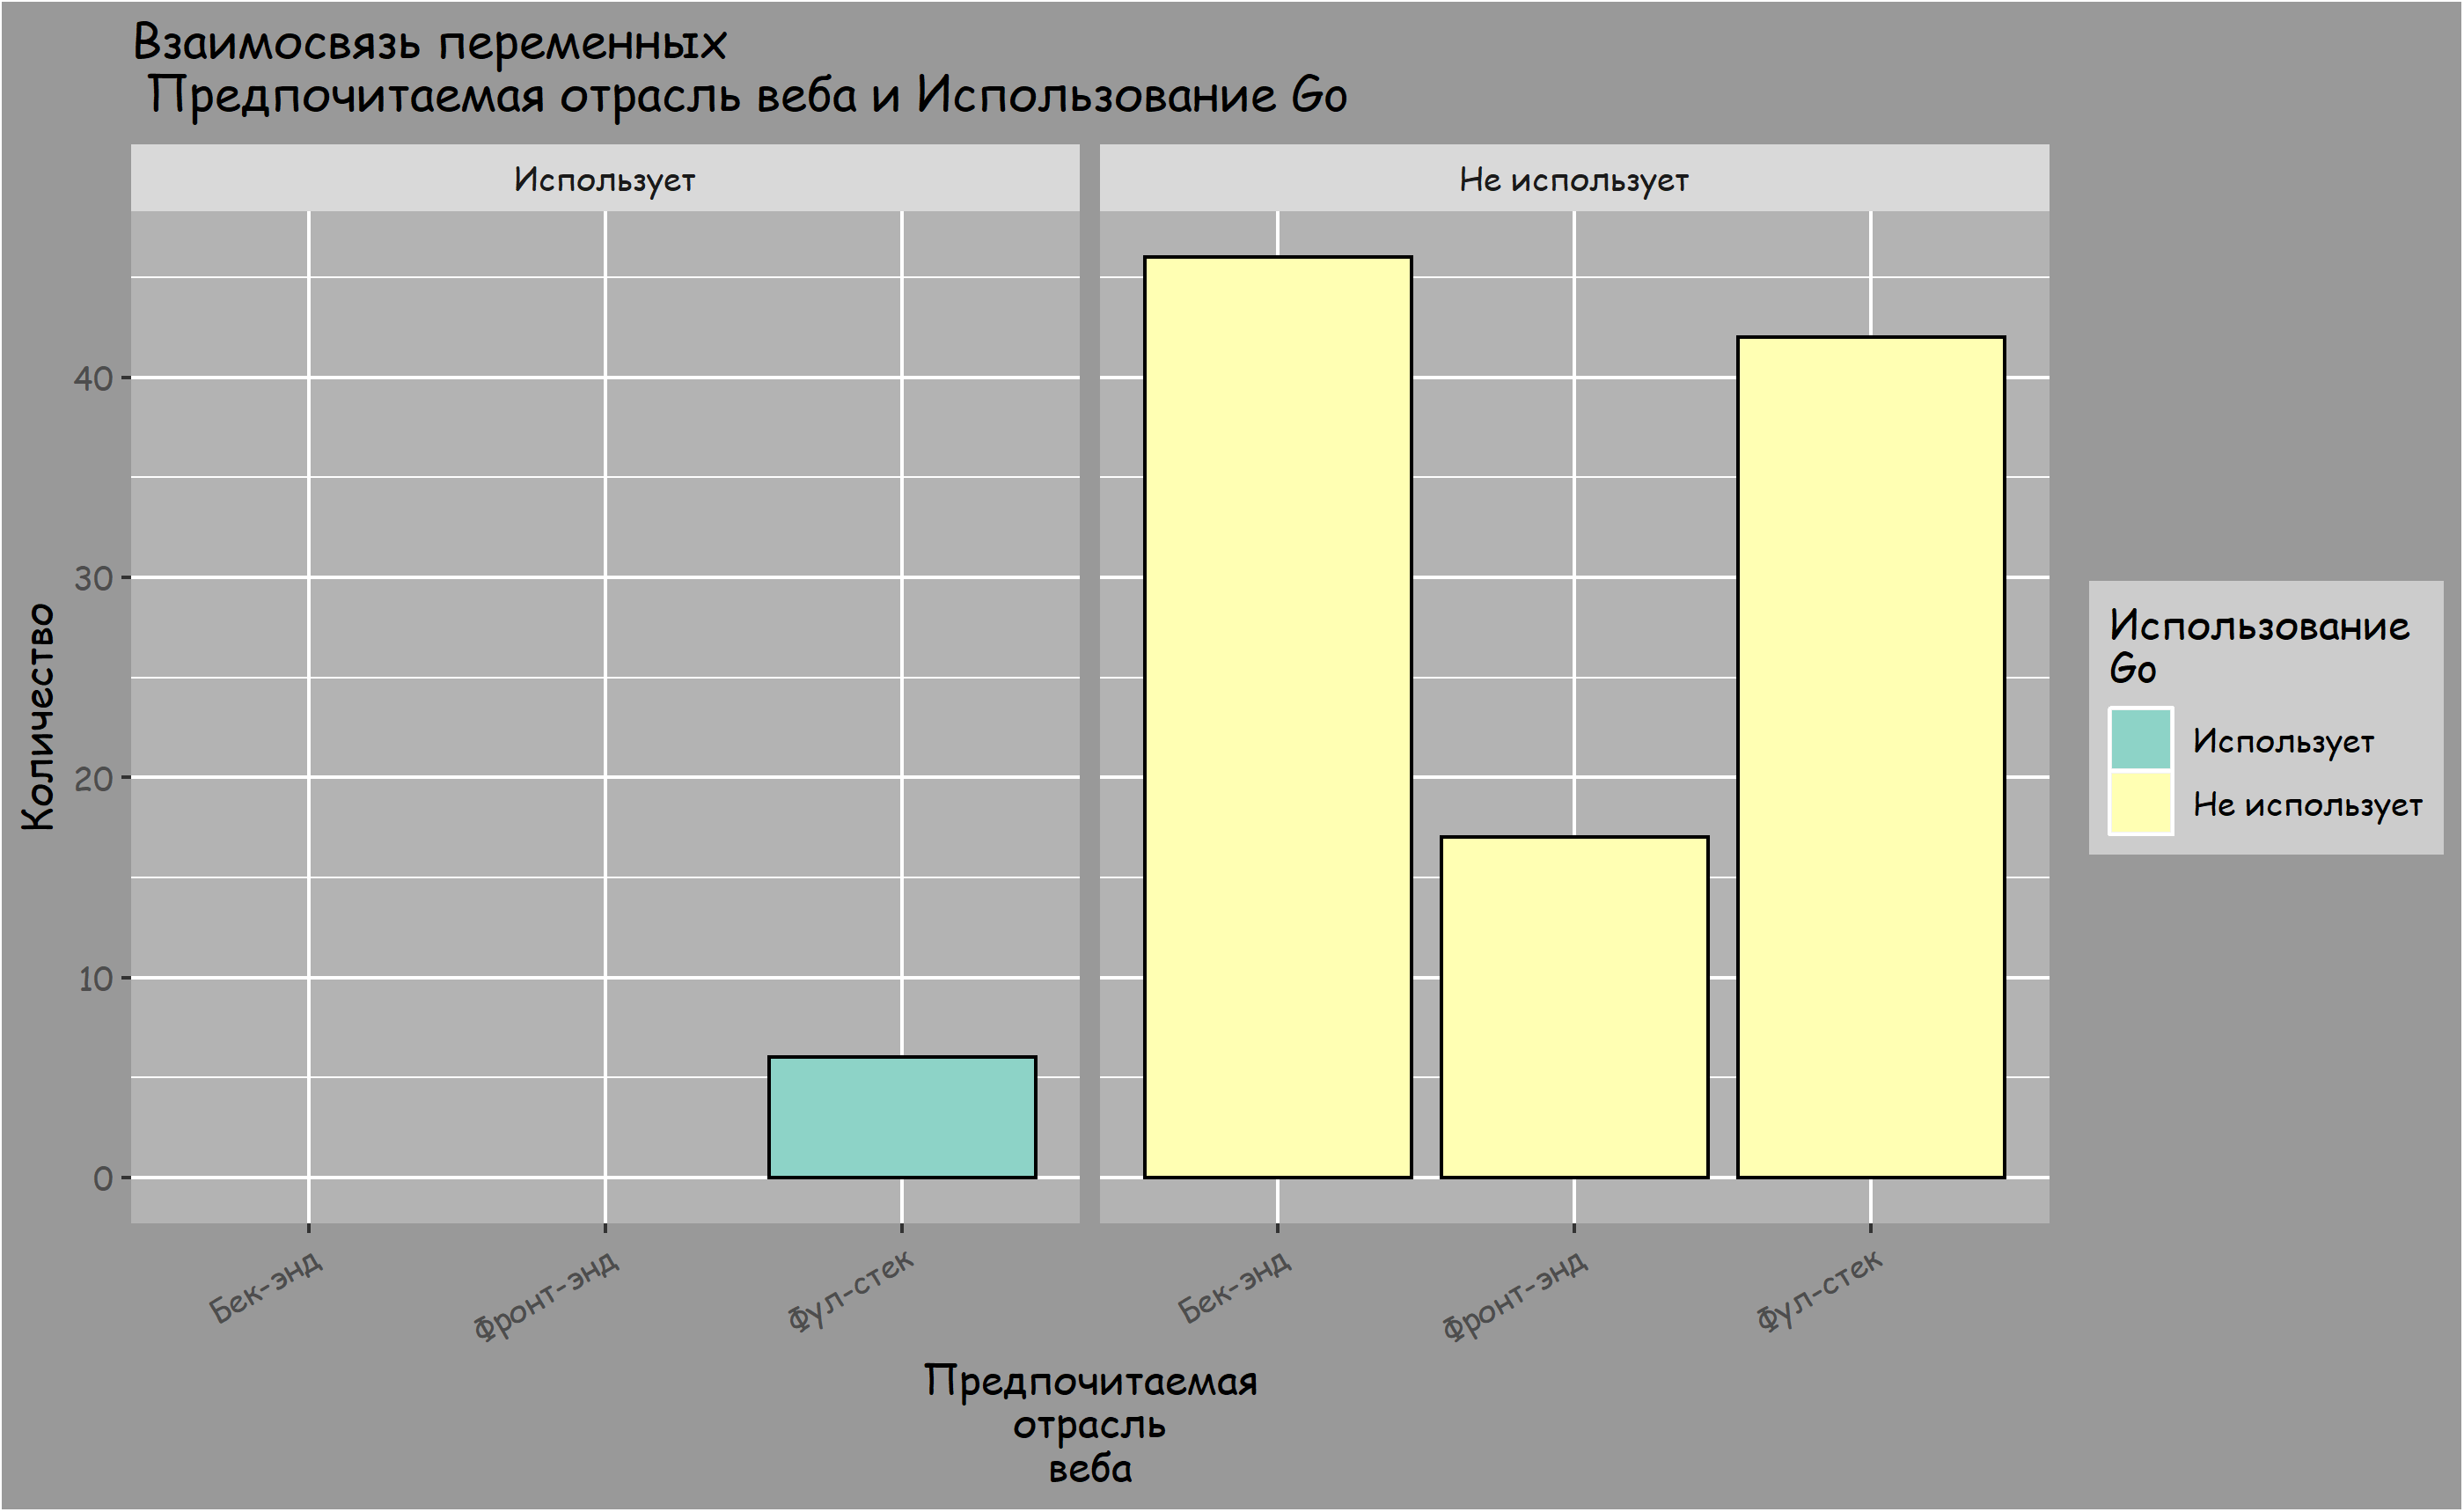 Взаимосвязь переменных
Предпочитаемая отрасль веба и Использование Go
Использует
Не использует
Количество
40
30
20
10
0
Бек-энд
Фронт-энд
Фул-стек
Бек-энд
Фронт-энд
Фул-стек
Предпочитаемая
отрасль
веба
Использование
Go
Использует
Не использует